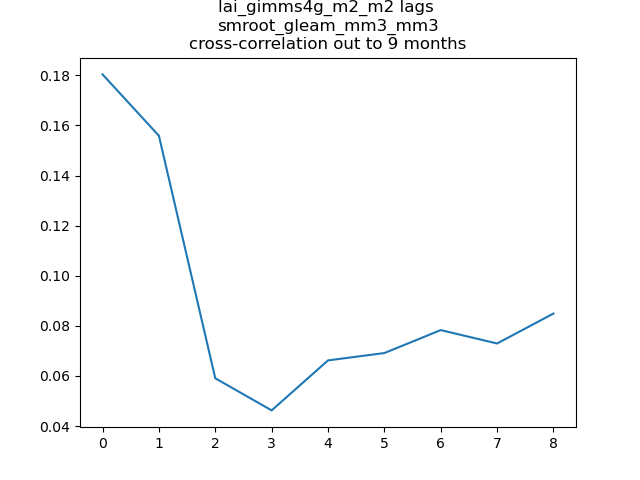 lai_gimms4g_m2_m2 lags
smroot_gleam_mm3_mm3
cross-correlation out to 9 months
0.18
0.16
0.14
0.12
0.10
0.08
0.06
0.04
0 1 2 3 4 5 6 7 8